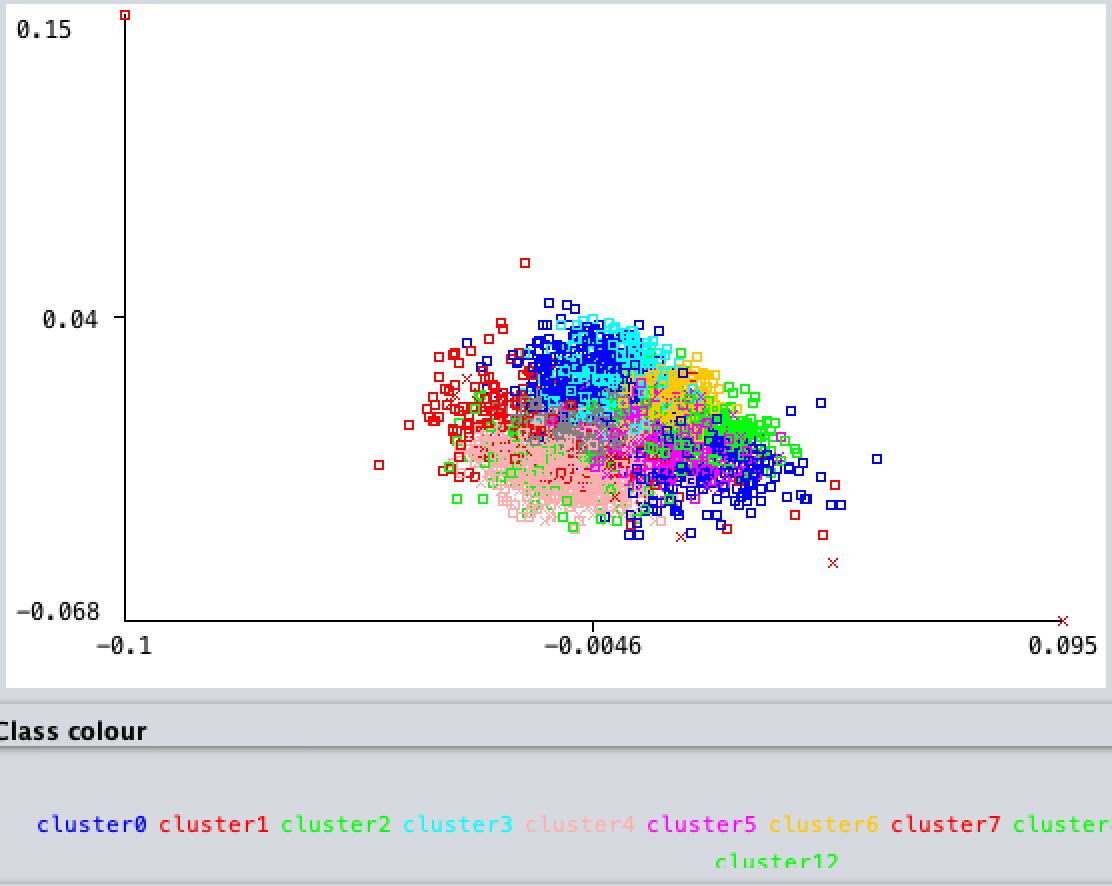 0.15
0.04
−0.068
−0.1 −0.0046 0.095
Class colour
cluster0 cluster1 cluster2 cluster3 cluster4 cluster5 cluster6 cluster7
cluster12